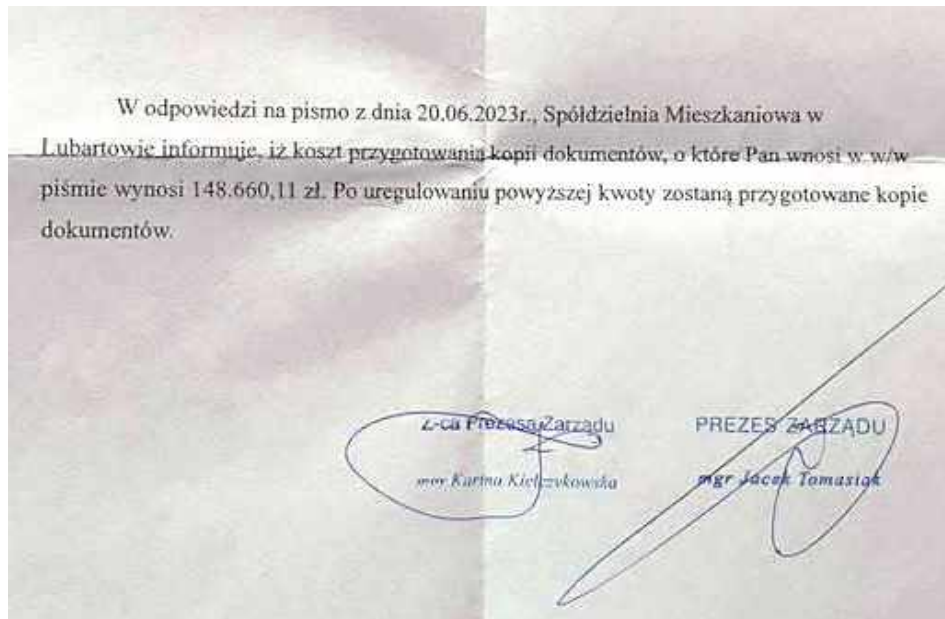 W odpowiedzi na pismo z dnia 20.06.2023r., Spółdzielnia Mieszkaniowa w
Lubartowie informuje, iż koszt przygotowania kopii dokumentów, o które Pan wnosi w w/w
piśmie wynosi 148.660,11 zł. Po uregulowaniu powyższej kwoty zostaną przygotowane kopie
dokumentów.
Z-ca Prezesa Zarządu
mgr Karina
PREZES ZARZĄDU
mgr Jacek Tomasiak